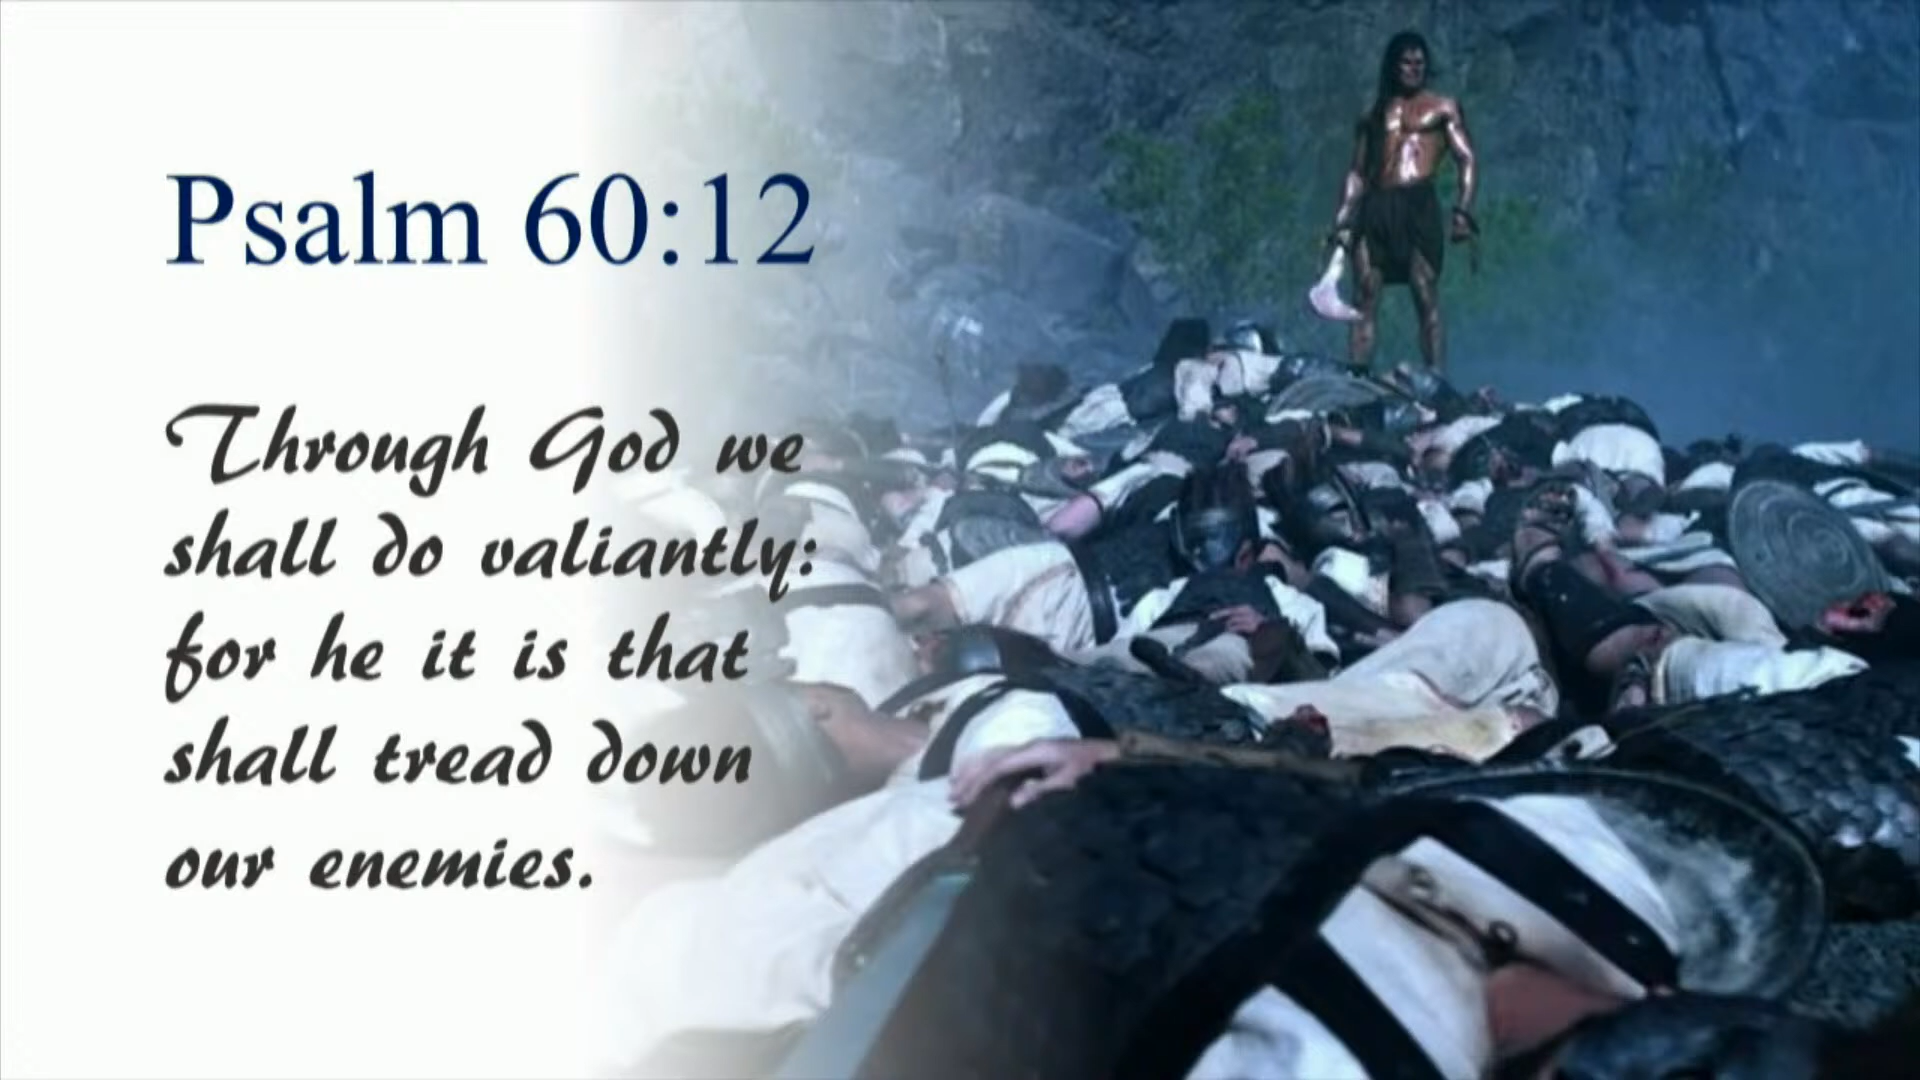 Psalm 60:12
Through God we
shall do valiantly:
for he it is that
shall tread down
our enemies.